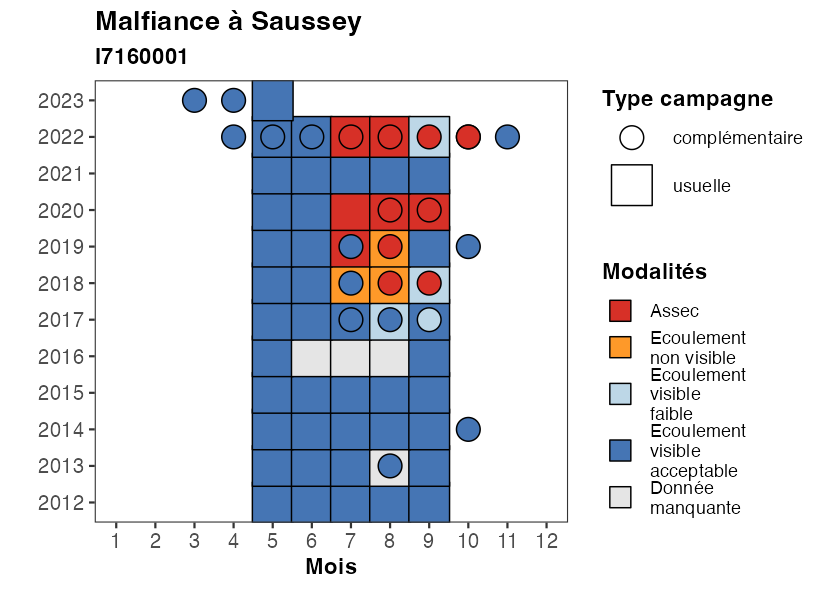 Malfiance à Saussey
I7160001
2023
2022
2021
2020
2019
2018
2017
2016
2015
2014
2013
2012
1 2 3 4 5 6 7 8 9 10 11 12
Mois
Type campagne
complémentaire
usuelle
Modalités
Assec
Ecoulement
non visible
Ecoulement
visible
faible
Ecoulement
visible
acceptable
Donnée
manquante